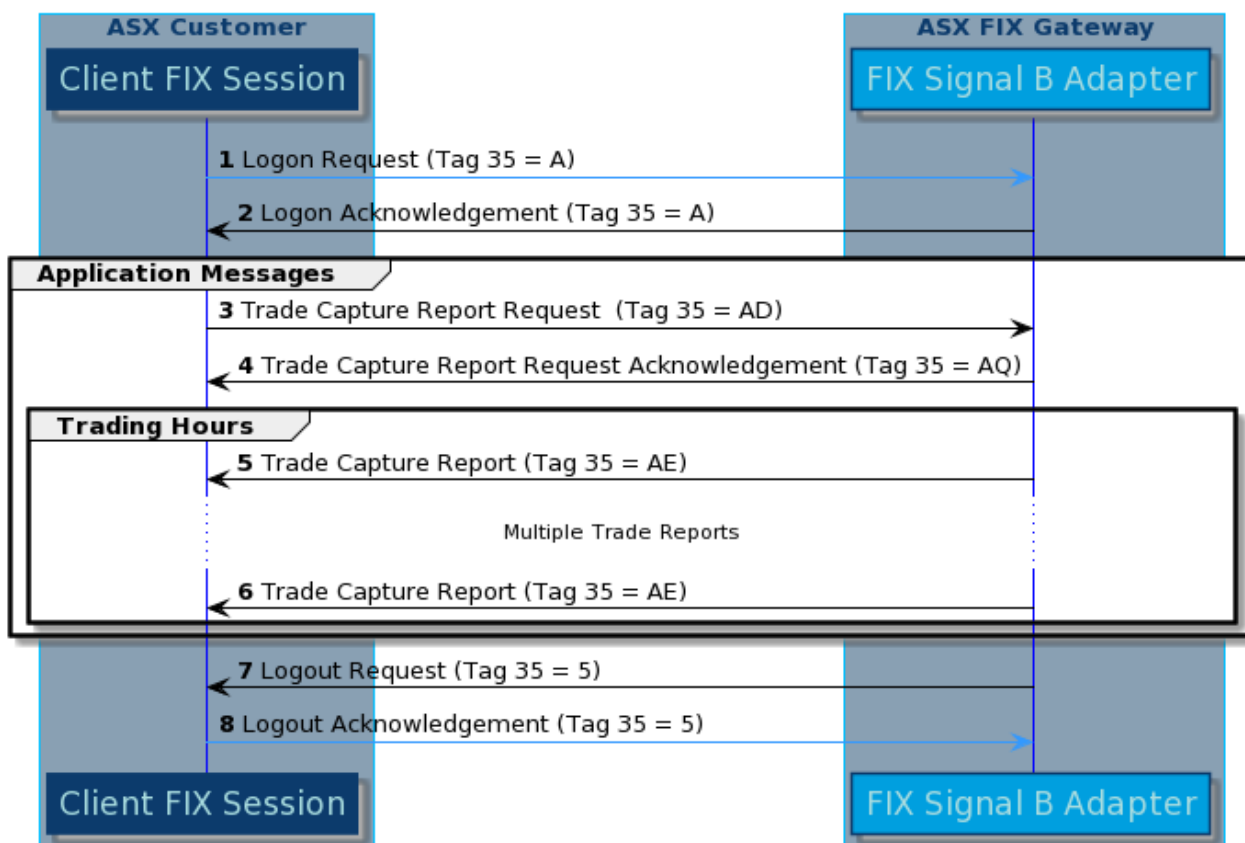 ASX Customer
ASX FIX Gateway
Client FIX Session
FIX Signal B Adapter
1 Logon Request (Tag 35 = A)
2 Logon Acknowledgement (Tag 35 = A)
Application Messages
3 Trade Capture Report Request  (Tag 35 = AD)
4 Trade Capture Report Request Acknowledgement (Tag 35 = AQ)
Trading Hours
5 Trade Capture Report (Tag 35 = AE)
Multiple Trade Reports
6 Trade Capture Report (Tag 35 = AE)
7 Logout Request (Tag 35 = 5)
8 Logout Acknowledgement (Tag 35 = 5)
Client FIX Session
FIX Signal B Adapter